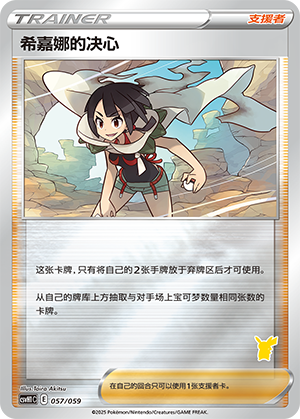 TRAINER
支援者
希嘉娜的决心
这张卡牌，只有将自己的2张手牌放于弃牌区后才可使用。
从自己的牌库上方抽取与对手场上宝可梦数量相同张数的
卡牌。
Illus.Taira Akitsu
CSVH1 C
057/059
在自己的回合只可以使用1张支援者卡。
©2025 Pokémon/Nintendo/Creatures/GAME FREAK.